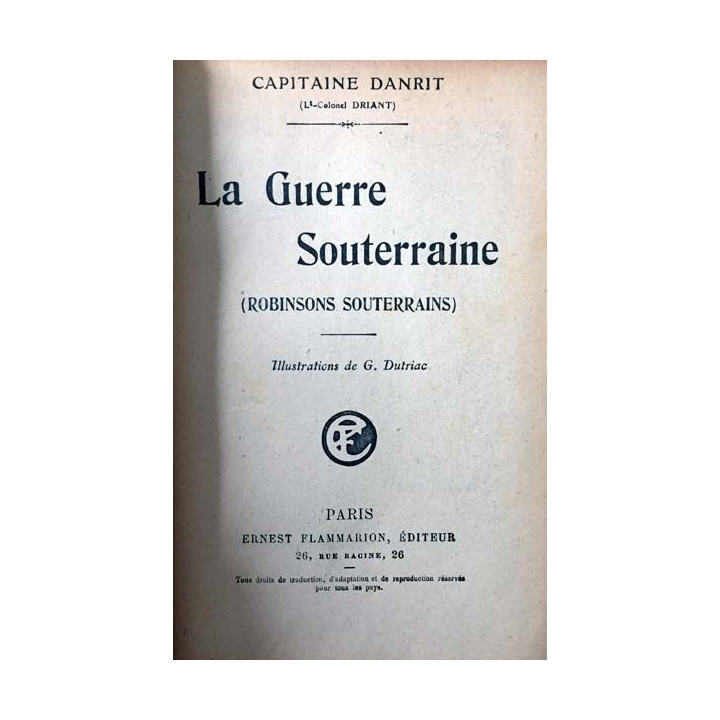 CAPITAINE DANRIT
(Lt-Colonel DRIANT)
La Guerre
Souterraine
(ROBINSONS SOUTERRAINS)
Illustrations de G. Dutriac
PARIS
ERNEST FLAMMARION, ÉDITEUR
26, RUE RACINE, 26
Tous droits de traduction, d'adaptation et de reproduction réservés
pour tous les pays.